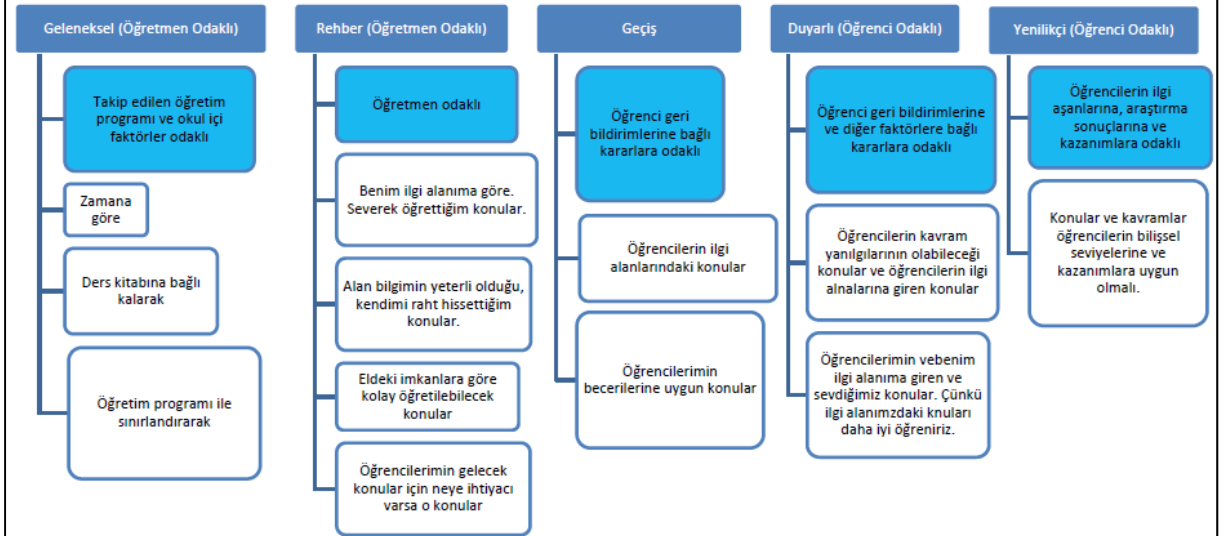 Geleneksel (Öğretmen Odaklı)
Takip edilen öğretim
programı ve okul içi
faktörler odaklı
Zamana
göre
Ders kitabına bağlı
kalarak
Öğretim programı ile
sınırlandırarak
Rehber (Öğretmen Odaklı)
Öğretmen odaklı
Benim ilgi alanıma göre.
Severek öğrettiğim konular.
Alan bilgimin yeterli olduğu,
kendimi raht hissettiğim
konular.
Eldeki imkanlara göre
kolay öğretilebilecek
konular
Öğrencilerimin gelecek
konular için neye ihtiyacı
varsa o konular
Geçiş
Öğrenci geri
bildirimlerine bağlı
kararlara odaklı
Öğrencilerin ilgi
alanlarındaki konular
Öğrencilerimin
becerilerine uygun konular
Duyarlı (Öğrenci Odaklı)
Öğrenci geri bildirimlerine
ve diğer faktörlere bağlı
kararlara odaklı
Öğrencilerin kavram
yanılgılarının olabileceği
konular ve öğrencilerin ilgi
alnalarına giren konular
Öğrencilerimin vebenim
ilgi alanıma giren ve
sevdiğimiz konular. Çünkü
ilgi alanımzdaki knuları
daha iyi öğreniriz.
Yenilikçi (Öğrenci Odaklı)
Öğrencilerin ilgi
aşanlarına, araştırma
sonuçlarına ve
kazanımlara odaklı
Konular ve kavramlar
öğrencilerin bilişsel
seviyelerine ve
kazanımlara uygun
olmalı.